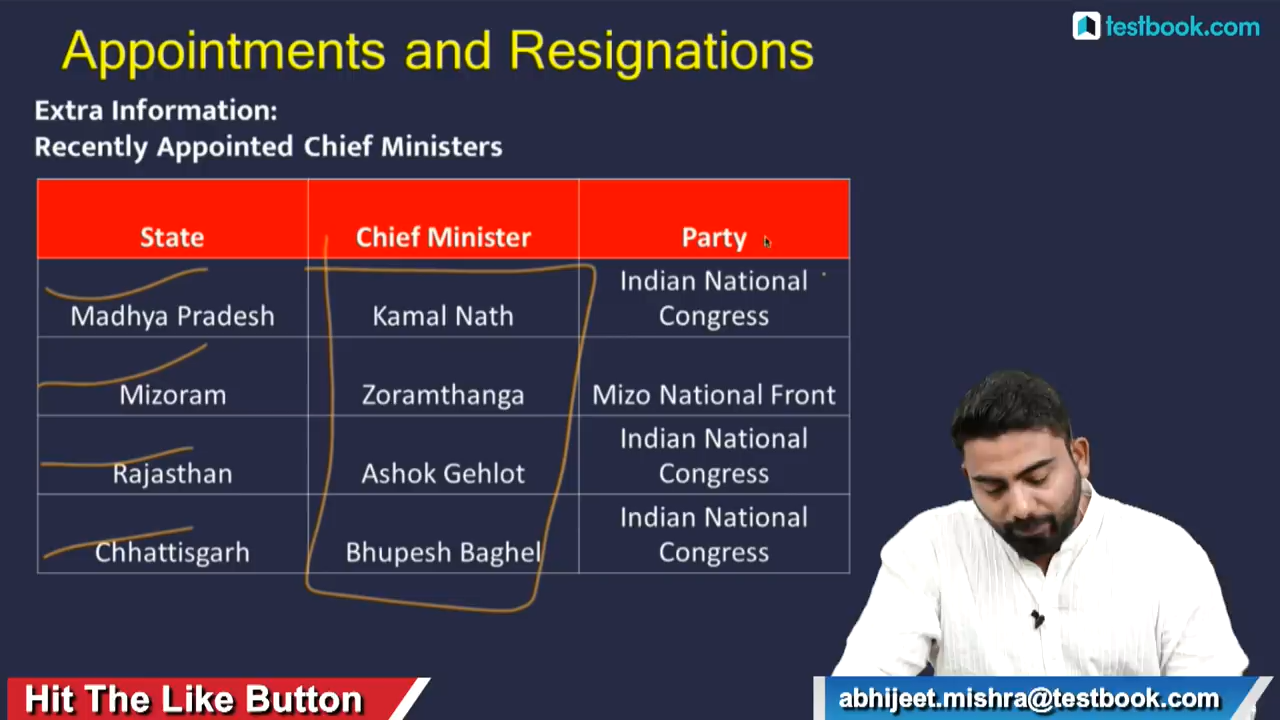 testbook.com
Appointments and Resignations
Extra Information:
Recently Appointed Chief Ministers
State Chief Minister Party
Madhya Pradesh Kamal Nath Indian National Congress
Mizoram Zoramthanga Mizo National Front
Rajasthan Ashok Gehlot Indian National Congress
Chhattisgarh Bhupesh Baghel Indian National Congress
Hit The Like Button
abhijeet.mishra@testbook.com